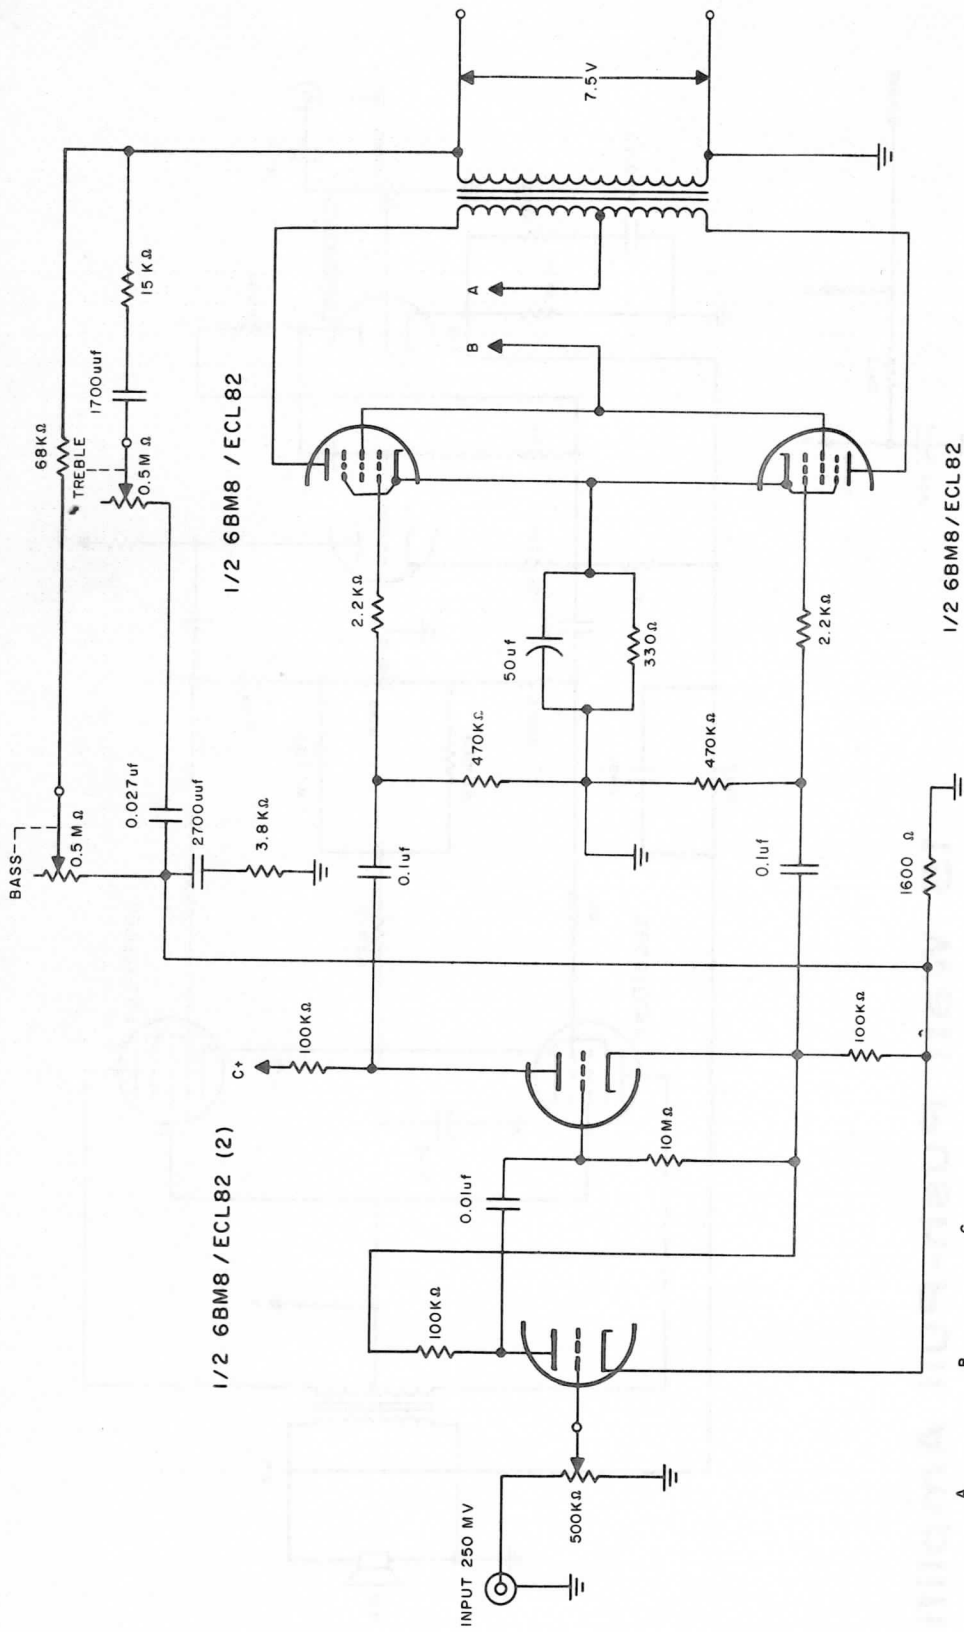 BASS
0.5 M Ω
68KΩ
TREBLE
0.5M Ω
1700uuf
15 KΩ
0.027uf
2700uuf
3.8KΩ
1/2 6BM8 /ECL82 (2)
1/2 6BM8 /ECL82
C+
100KΩ
0.1uf
2.2KΩ
470KΩ
50uf
330Ω
B
A
7.5V
INPUT 250 MV
500KΩ
100KΩ
0.01uf
10MΩ
100KΩ
0.1uf
470KΩ
2.2KΩ
1600 Ω
1/2 6BM8/ECL82
A B